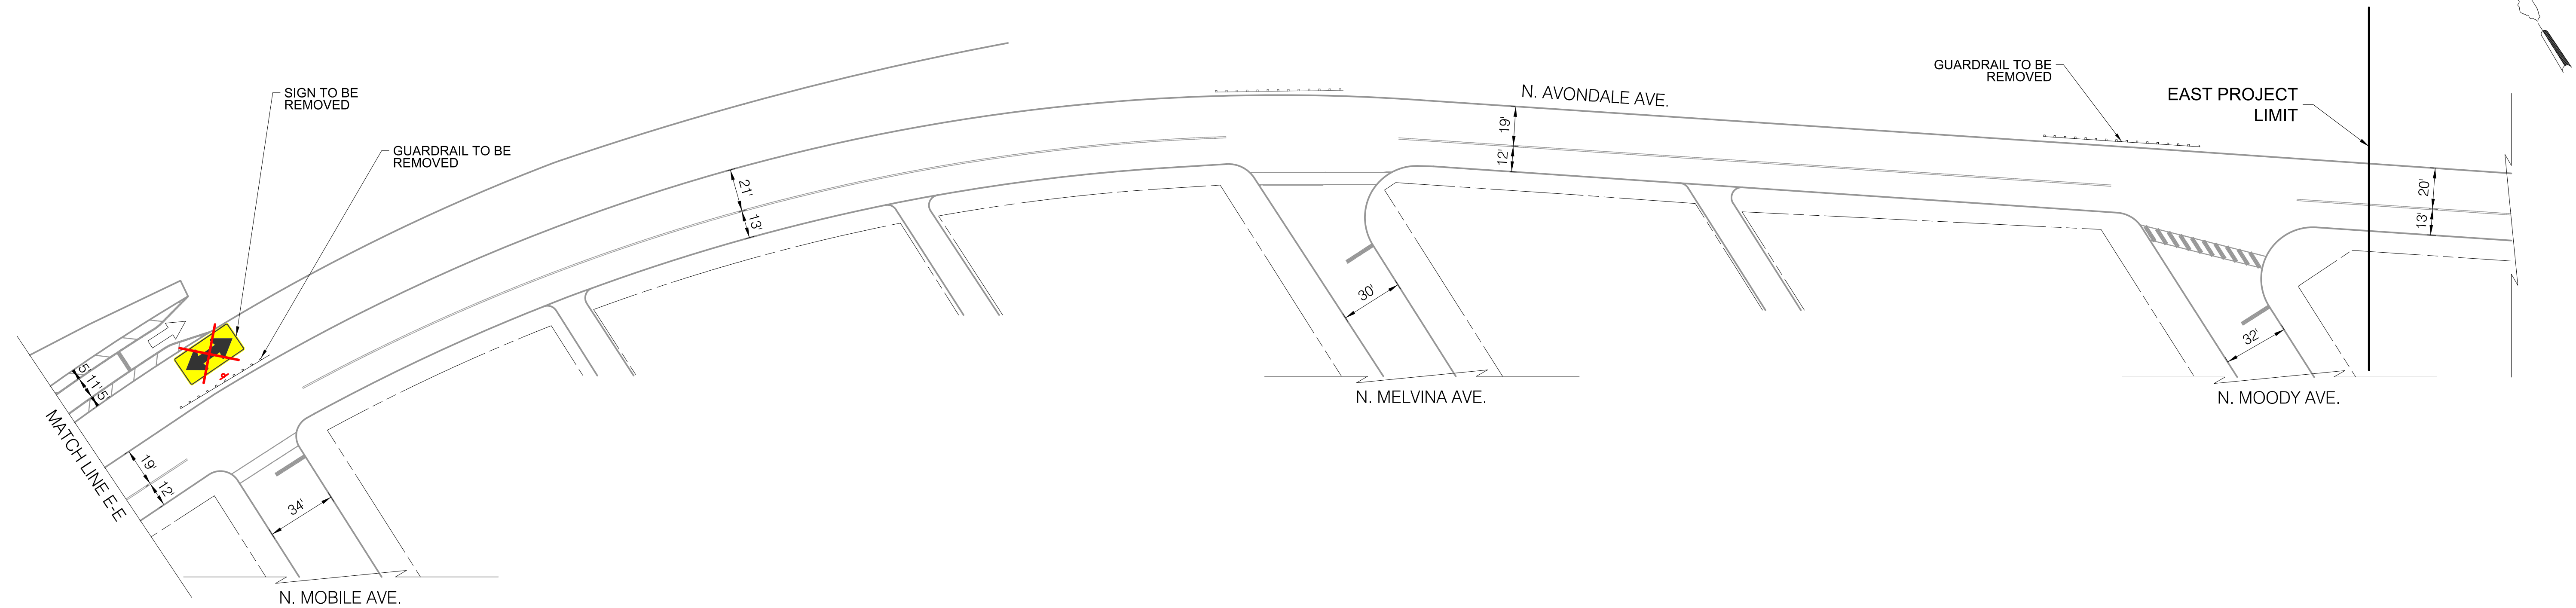 SIGN TO BE
REMOVED
GUARDRAIL TO BE
REMOVED
N. AVONDALE AVE.
GUARDRAIL TO BE
REMOVED
EAST PROJECT
LIMIT
21'
13'
19'
12'
20'
13'
5'
11'
5'
MATCH LINE E-E
19'
12'
34'
30'
32'
N. MOBILE AVE.
N. MELVINA AVE.
N. MOODY AVE.